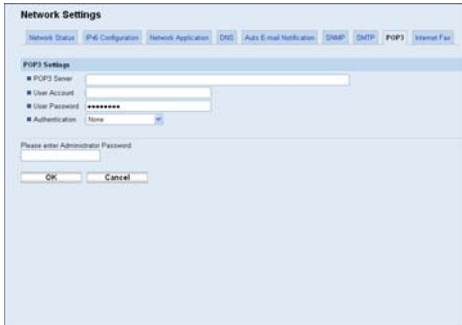 Network Settings
Network Status IPv6 Configuration Network Application DNS Auto E-mail Notification SNMP SMTP POP3 Internet Fax
POP3 Settings
POP3 Server
User Account
User Password ••••••••
Authentication None
Please enter Administrator Password
OK Cancel